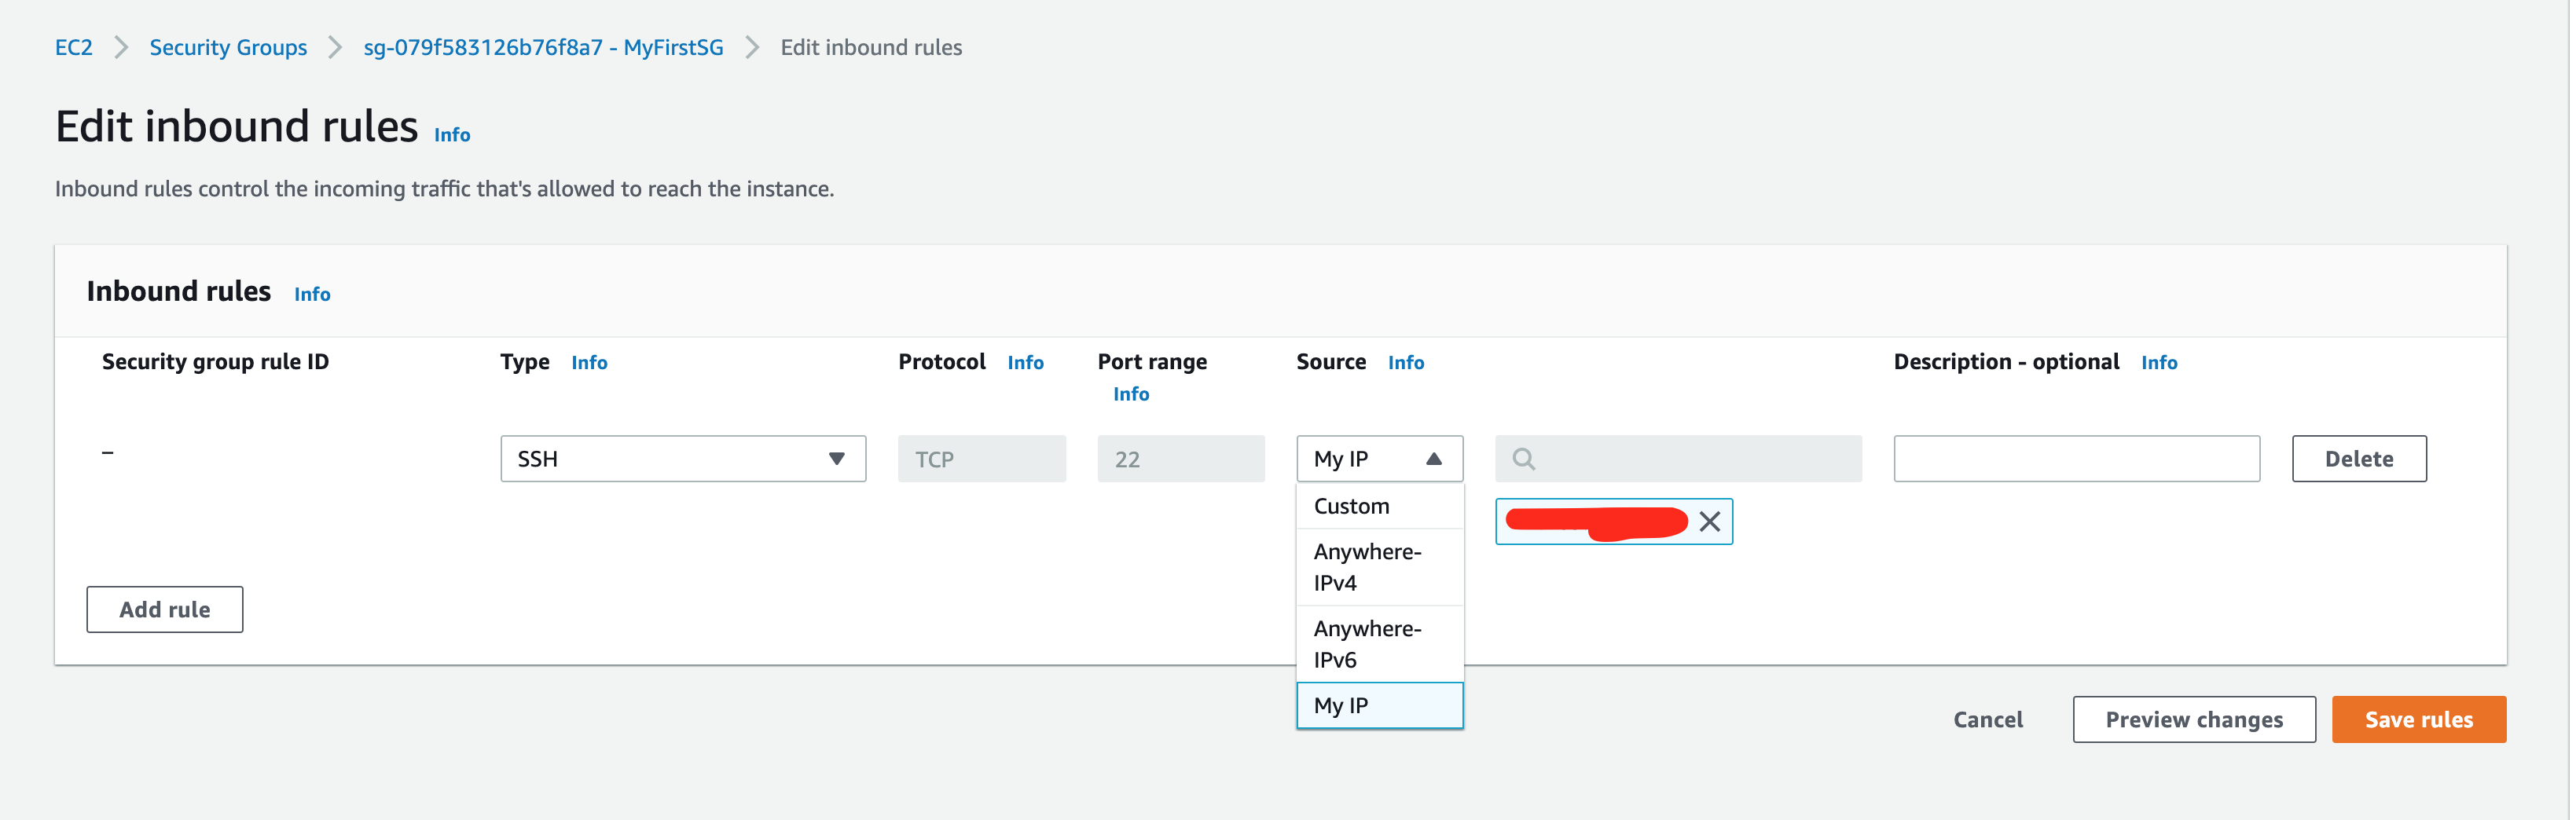 EC2 > Security Groups > sg-079f583126b76f8a7 - MyFirstSG > Edit inbound rules
Edit inbound rules Info
Inbound rules control the incoming traffic that's allowed to reach the instance.
Inbound rules Info
Security group rule ID Type Info Protocol Info Port range Info Source Info Description - optional Info
– SSH TCP 22 My IP Delete
Custom
Anywhere-
IPv4
Anywhere-
IPv6
My IP
Add rule
Cancel Preview changes Save rules